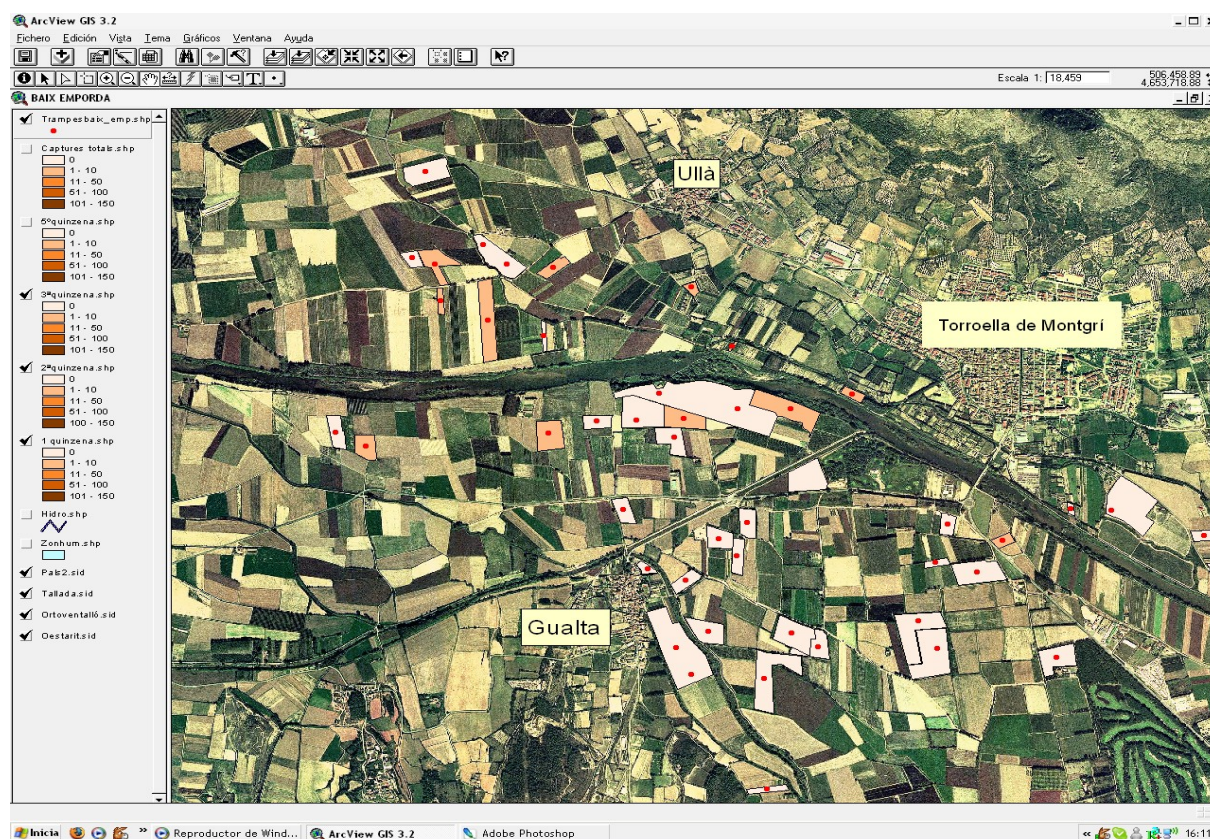 ArcView GIS 3.2
Fichero Edición Vista Tema Gráficos Ventana Ayuda
Escala 1: 18,459
506,458.89
4,653,718.88
BAIX EMPORDA
Trampesbaix_emp.shp
Captures totals.shp
0
1 - 10
11 - 50
51 - 100
101 - 150
5ºquinzena.shp
0
1 - 10
11 - 50
51 - 100
101 - 150
3ªquinzena.shp
0
1 - 10
11 - 50
51 - 100
101 - 150
2ªquinzena.shp
0
1 - 10
11 - 50
51 - 100
100 - 150
1 quinzena.shp
0
1 - 10
11 - 50
51 - 100
101 - 150
Hidro.shp
Zonhum.shp
Pals2.sid
Tallada.sid
Ortoventalló.sid
Oestarit.sid
Ullà
Torroella de Montgrí
Gualta
Inicia
Reproductor de Wind...
ArcView GIS 3.2
Adobe Photoshop
16:11